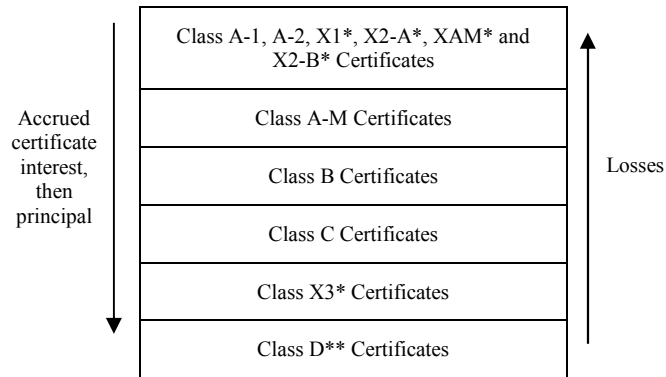 Class A-1, A-2, X1*, X2-A*, XAM* and
X2-B* Certificates
Accrued
certificate
interest,
then
principal
Class A-M Certificates
Class B Certificates
Class C Certificates
Class X3* Certificates
Class D** Certificates
Losses